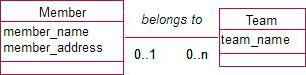 Member
member_name
member_address
belongs to
0..1 0..n
Team
team_name